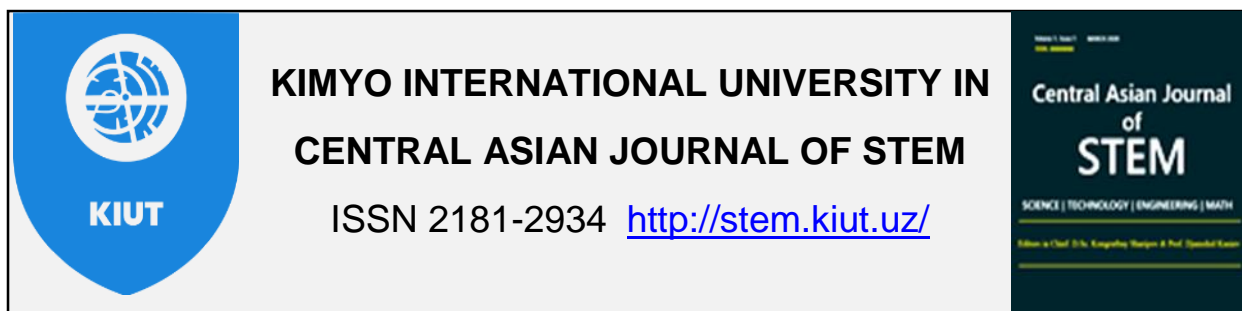 KIUT
KIMYO INTERNATIONAL UNIVERSITY IN
CENTRAL ASIAN JOURNAL OF STEM
ISSN 2181-2934 http://stem.kiut.uz/
Central Asian Journal
of
STEM
SCIENCE | TECHNOLOGY | ENGINEERING | MATH